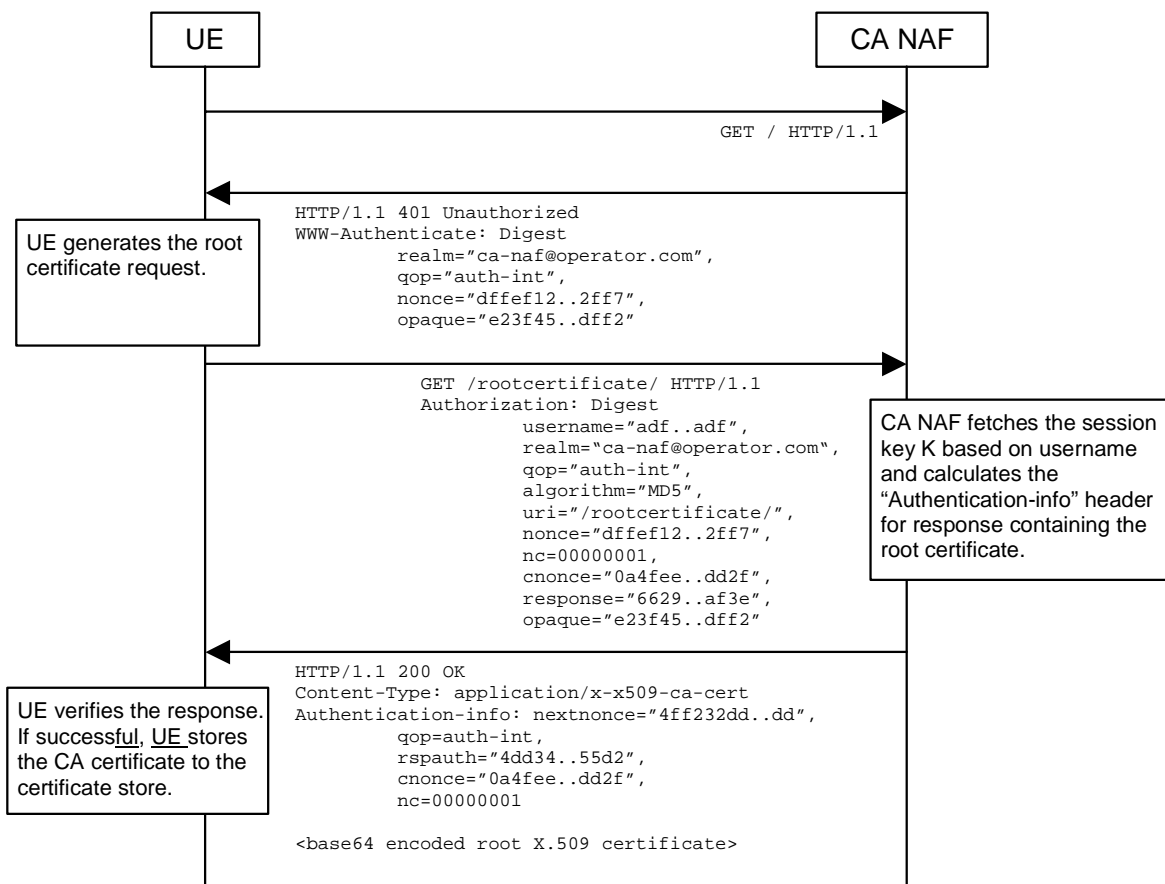 UE
CA NAF
GET / HTTP/1.1
HTTP/1.1 401 Unauthorized
WWW-Authenticate: Digest
realm="ca-naf@operator.com",
qop="auth-int",
nonce="dffef12..2ff7",
opaque="e23f45..dff2"
UE generates the root
certificate request.
GET /rootcertificate/ HTTP/1.1
Authorization: Digest
username="adf..adf",
realm="ca-naf@operator.com",
qop="auth-int",
algorithm="MD5",
uri="/rootcertificate/",
nonce="dffef12..2ff7",
nc=00000001,
cnonce="0a4fee..dd2f",
response="6629..af3e",
opaque="e23f45..dff2"
CA NAF fetches the session
key K based on username
and calculates the
“Authentication-info” header
for response containing the
root certificate.
HTTP/1.1 200 OK
Content-Type: application/x-x509-ca-cert
Authentication-info: nextnonce="4ff232dd..dd",
qop=auth-int,
rspauth="4dd34..55d2",
cnonce="0a4fee..dd2f",
nc=00000001
<base64 encoded root X.509 certificate>
UE verifies the response.
If successful, UE stores
the CA certificate to the
certificate store.